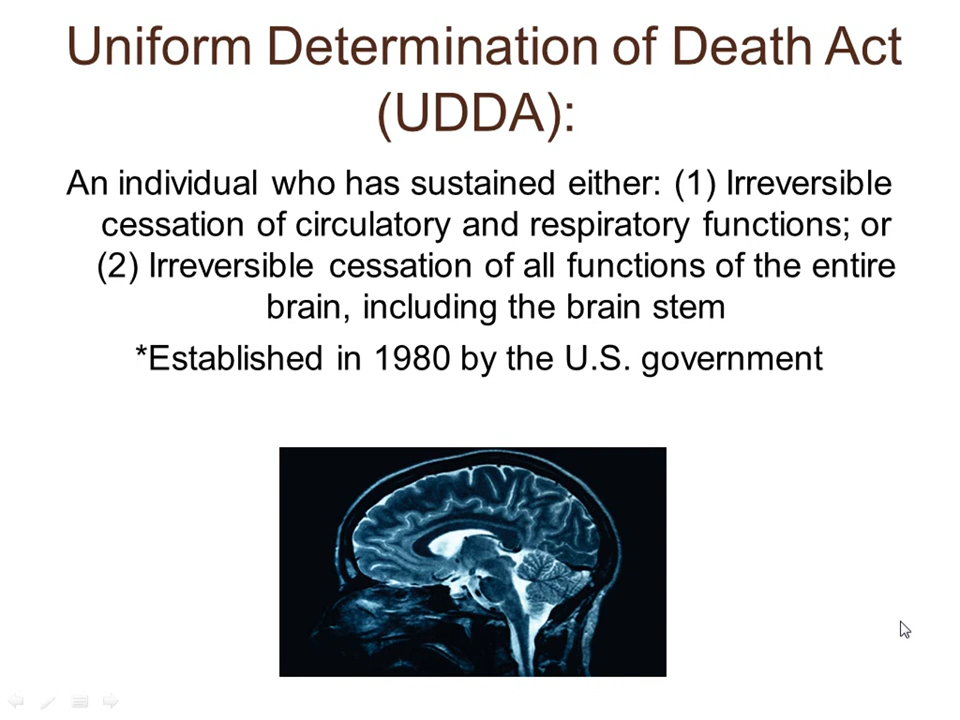 Uniform Determination of Death Act
(UDDA):
An individual who has sustained either: (1) Irreversible
cessation of circulatory and respiratory functions; or
(2) Irreversible cessation of all functions of the entire
brain, including the brain stem
*Established in 1980 by the U.S. government